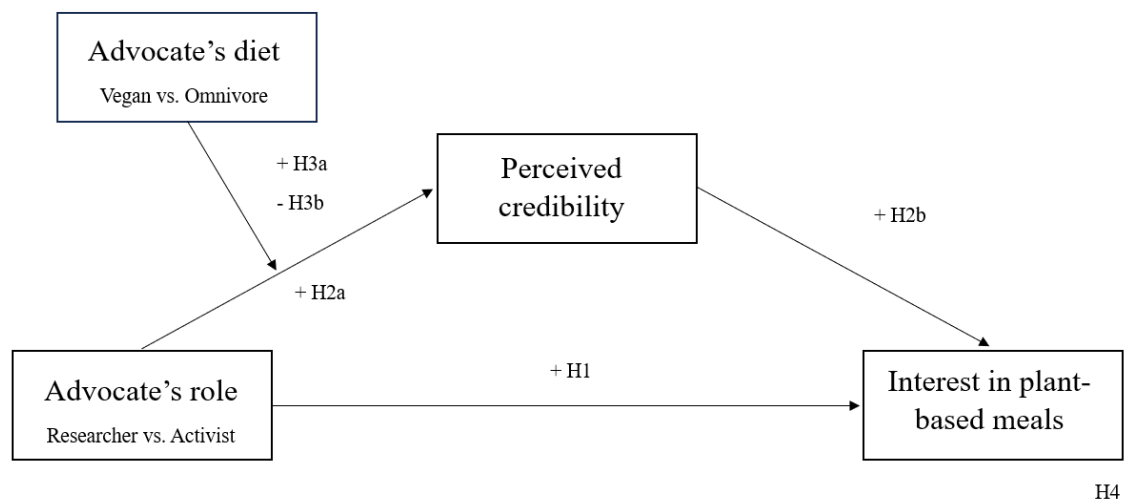 Advocate’s diet
Vegan vs. Omnivore
+ H3a
- H3b
Perceived
credibility
+ H2b
+ H2a
Advocate’s role
Researcher vs. Activist
+ H1
Interest in plant-
based meals
H4